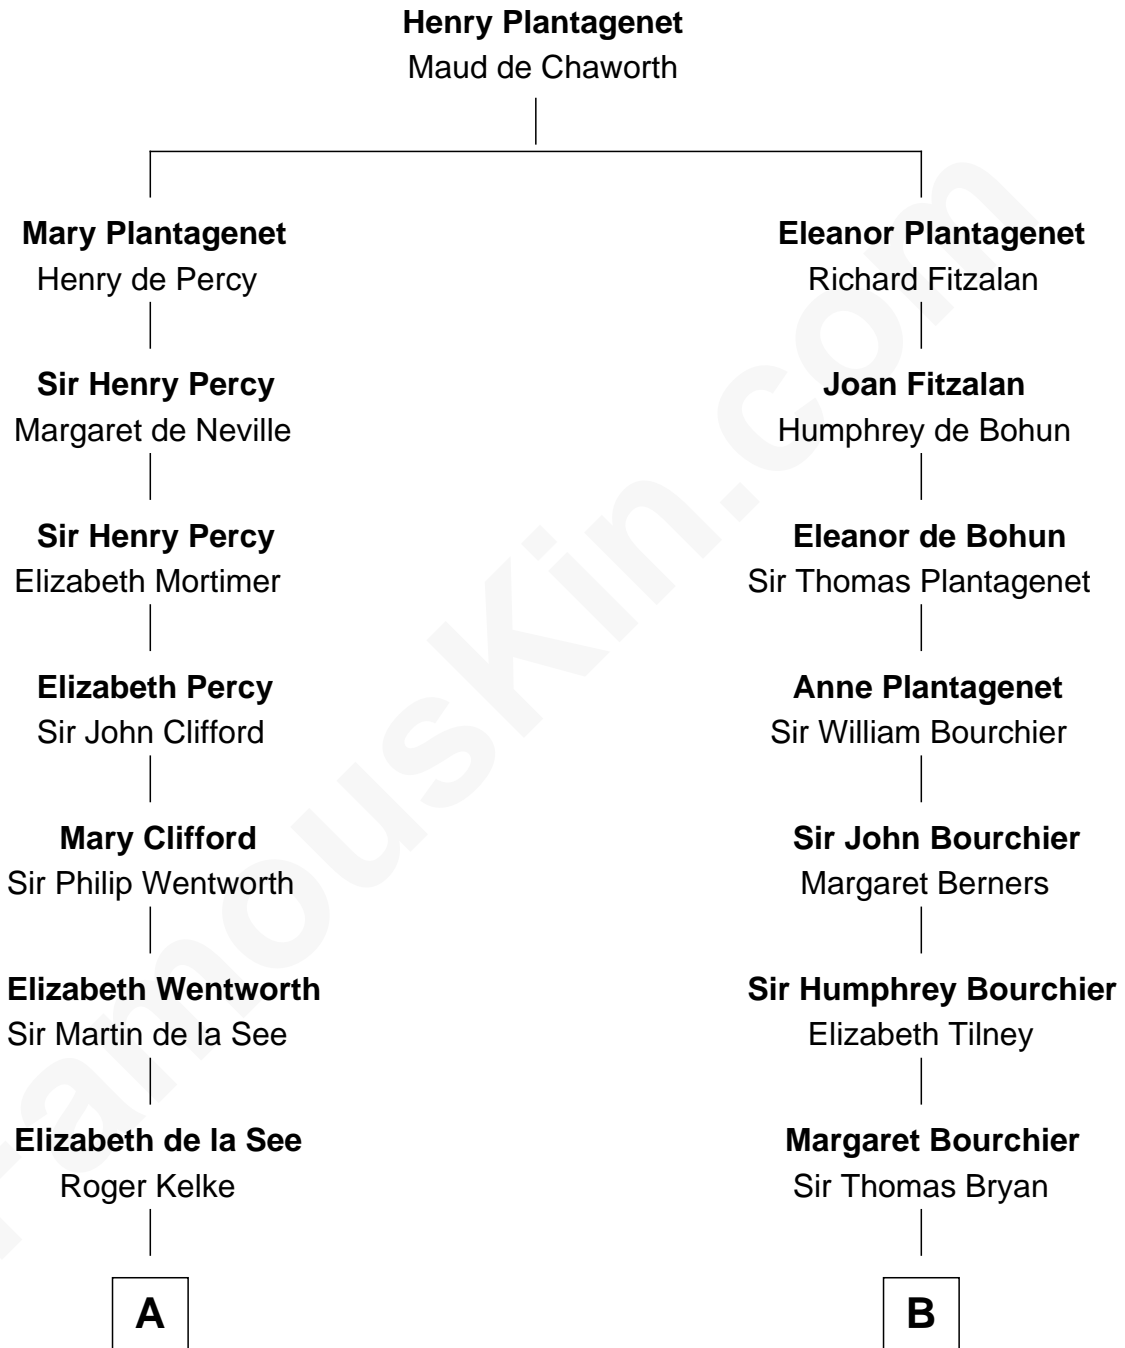 Henry Plantagenet
Maud de Chaworth
Mary Plantagenet
Henry de Percy
Eleanor Plantagenet
Richard Fitzalan
Sir Henry Percy
Margaret de Neville
Joan Fitzalan
Humphrey de Bohun
Sir Henry Percy
Elizabeth Mortimer
Eleanor de Bohun
Sir Thomas Plantagenet
Elizabeth Percy
Sir John Clifford
Anne Plantagenet
Sir William Bourchier
Mary Clifford
Sir Philip Wentworth
Sir John Bourchier
Margaret Berners
Elizabeth Wentworth
Sir Martin de la See
Sir Humphrey Bourchier
Elizabeth Tilney
Elizabeth de la See
Roger Kelke
Margaret Bourchier
Sir Thomas Bryan
A
B
FamousKin.com